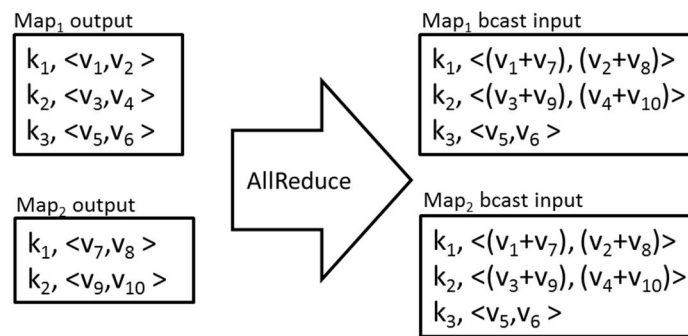 Map₁ output
k₁, <v₁,v₂ >
k₂, <v₃,v₄ >
k₃, <v₅,v₆ >
Map₂ output
k₁, <v₇,v₈ >
k₂, <v₉,v₁₀ >
AllReduce
Map₁ bcast input
k₁, <(v₁+v₇), (v₂+v₈)>
k₂, <(v₃+v₉), (v₄+v₁₀)>
k₃, <v₅,v₆ >
Map₂ bcast input
k₁, <(v₁+v₇), (v₂+v₈)>
k₂, <(v₃+v₉), (v₄+v₁₀)>
k₃, <v₅,v₆ >